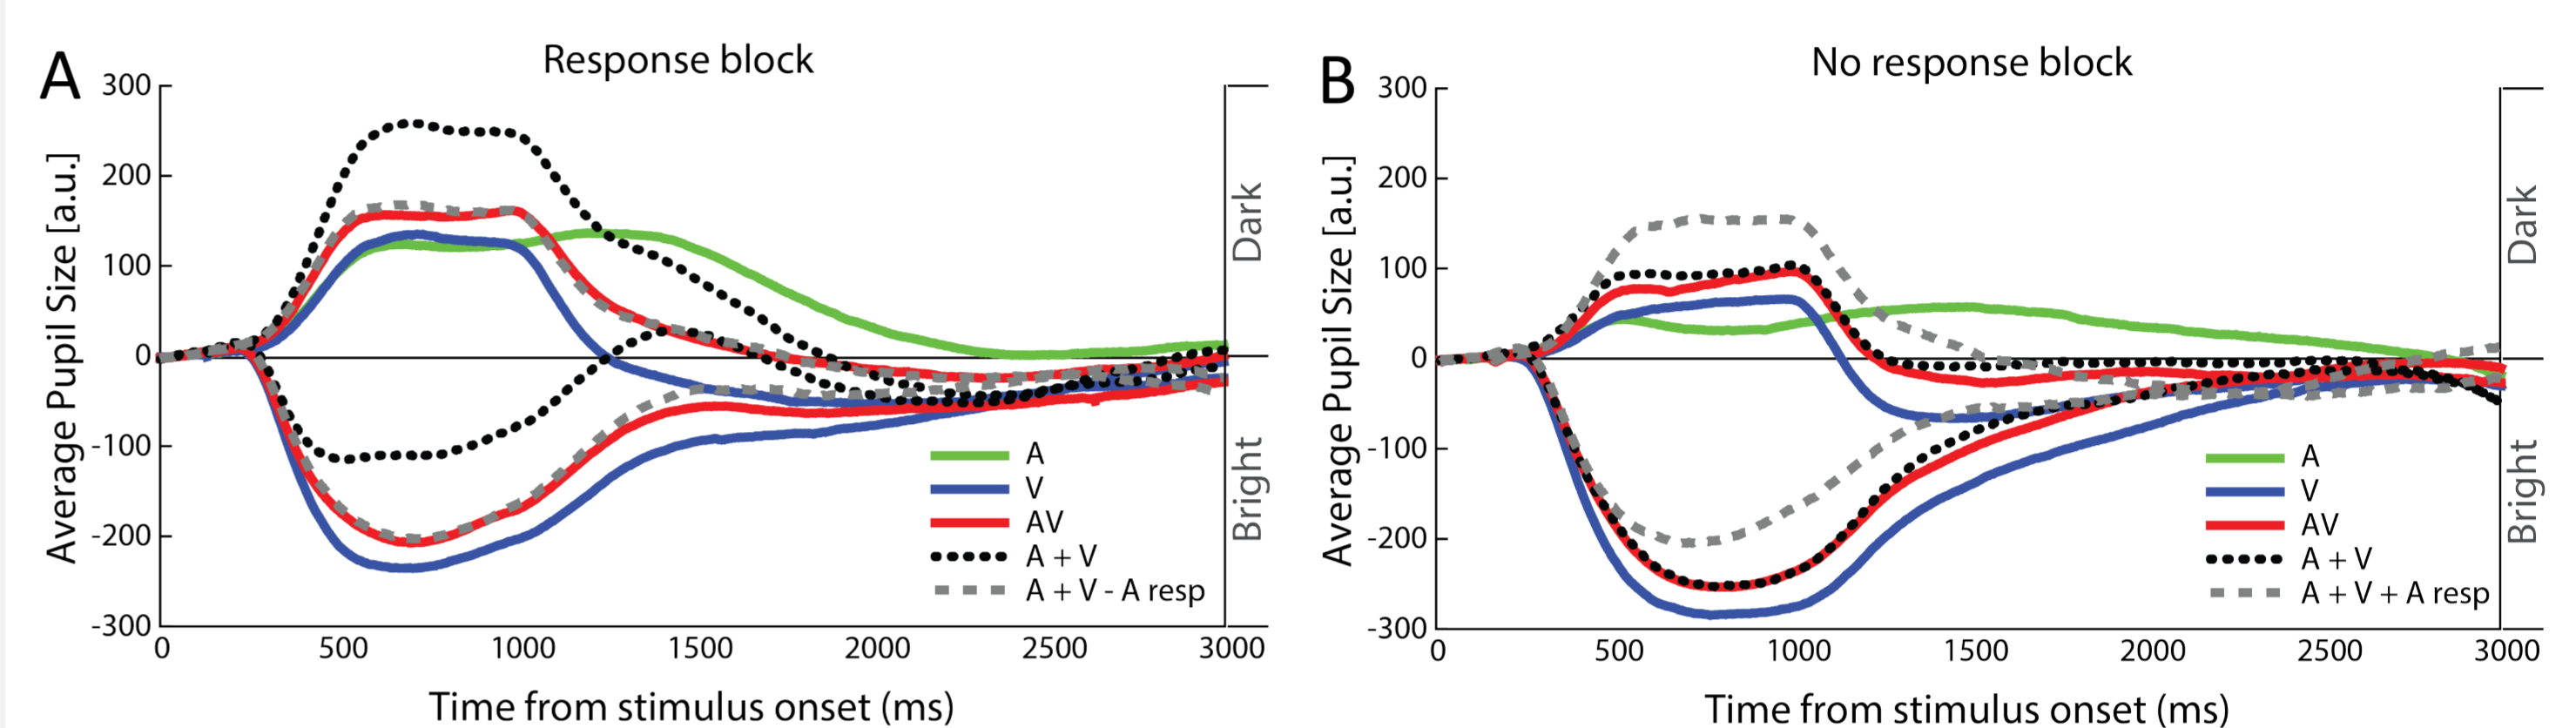 A
Response block
Average Pupil Size [a.u.]
300
200
100
0
-100
-200
-300
0 500 1000 1500 2000 2500 3000
Time from stimulus onset (ms)
Dark
Bright
A
V
AV
A + V
A + V - A resp
B
No response block
Average Pupil Size [a.u.]
300
200
100
0
-100
-200
-300
0 500 1000 1500 2000 2500 3000
Time from stimulus onset (ms)
Dark
Bright
A
V
AV
A + V
A + V + A resp